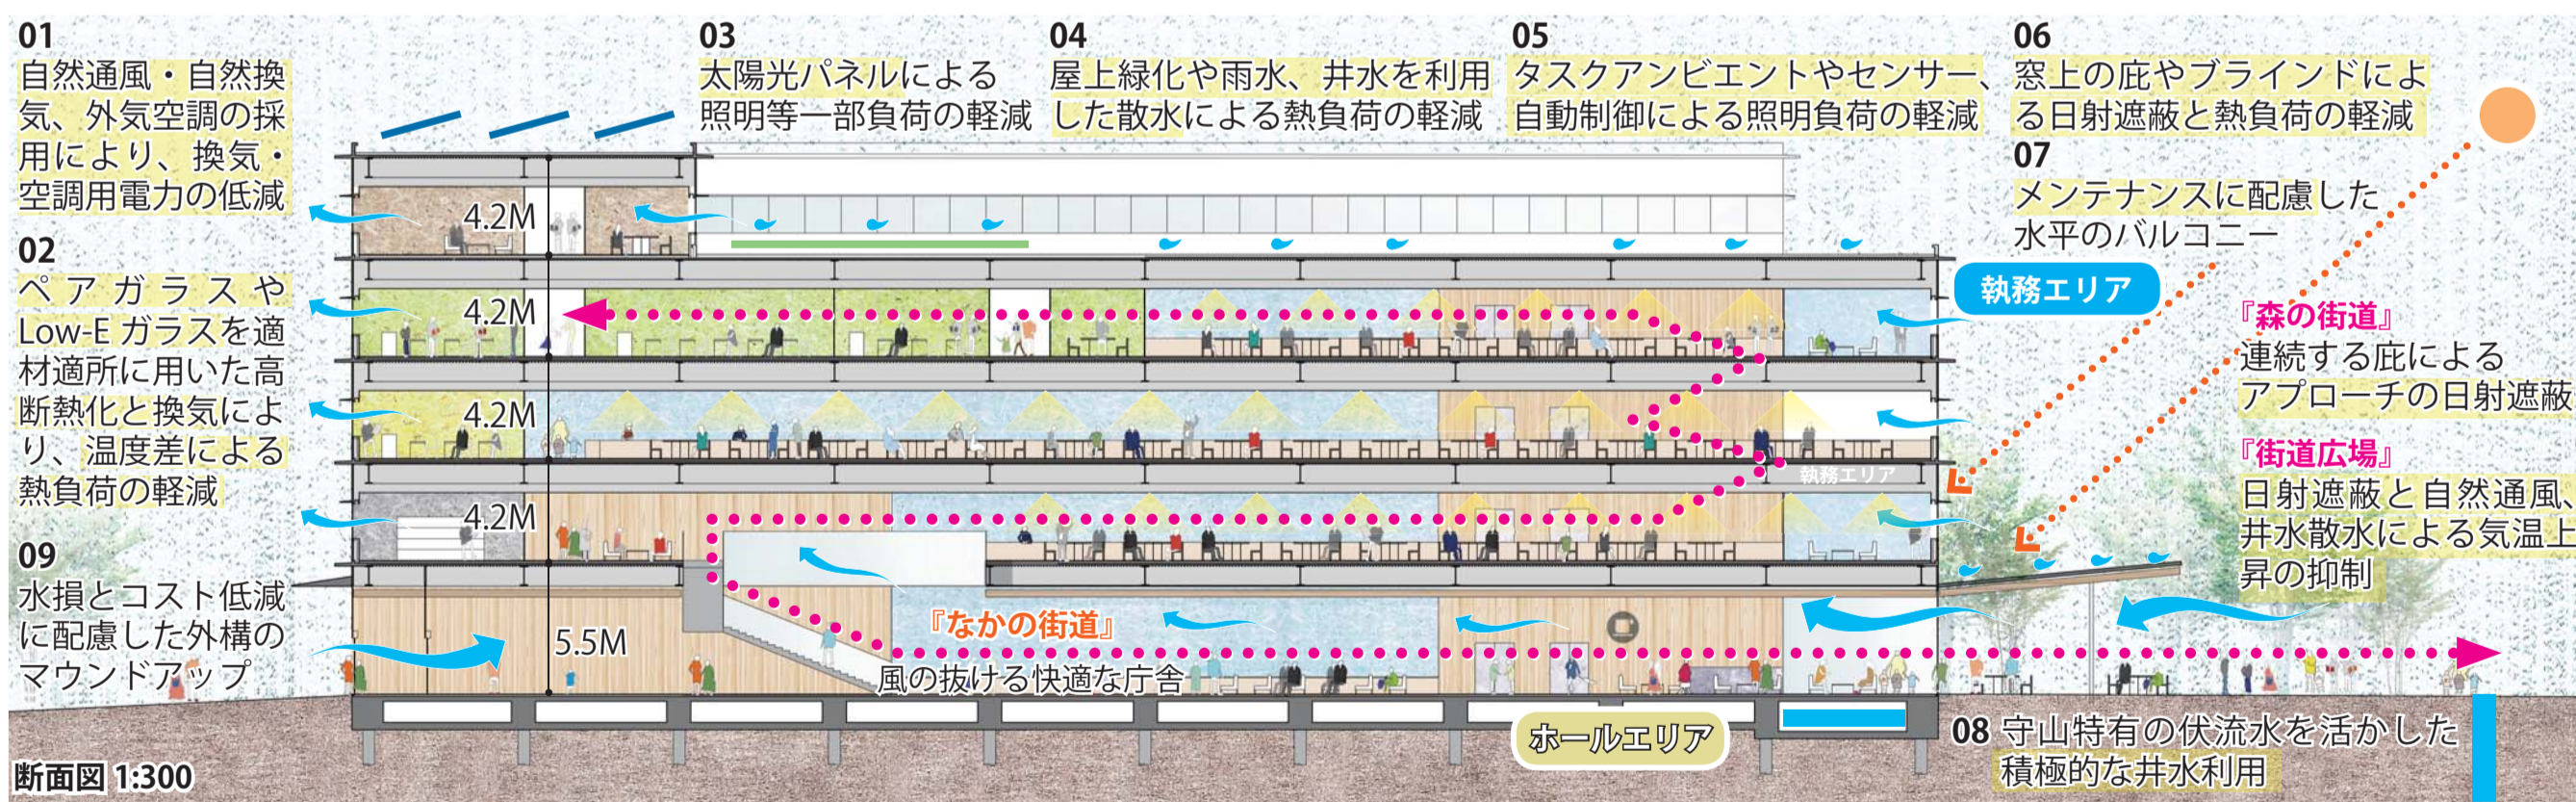 01
自然通風・自然換
気、外気空調の採
用により、換気・
空調用電力の低減
02
ペアガラスや
Low-E ガラスを適
材適所に用いた高
断熱化と換気によ
り、温度差による
熱負荷の軽減
09
水損とコスト低減
に配慮した外構の
マウンドアップ
03
太陽光パネルによる
照明等一部負荷の軽減
04
屋上緑化や雨水、井水を利用
した散水による熱負荷の軽減
05
タスクアンビエントやセンサー、
自動制御による照明負荷の軽減
06
窓上の庇やブラインドによ
る日射遮蔽と熱負荷の軽減
07
メンテナンスに配慮した
水平のバルコニー
執務エリア
『森の街道』
連続する庇による
アプローチの日射遮蔽
『街道広場』
日射遮蔽と自然通風、
井水散水による気温上
昇の抑制
4.2M
4.2M
4.2M
4.2M
5.5M
執務エリア
『なかの街道』
風の抜ける快適な庁舎
ホールエリア
08 守山特有の伏流水を活かした
積極的な井水利用
断面図 1:300